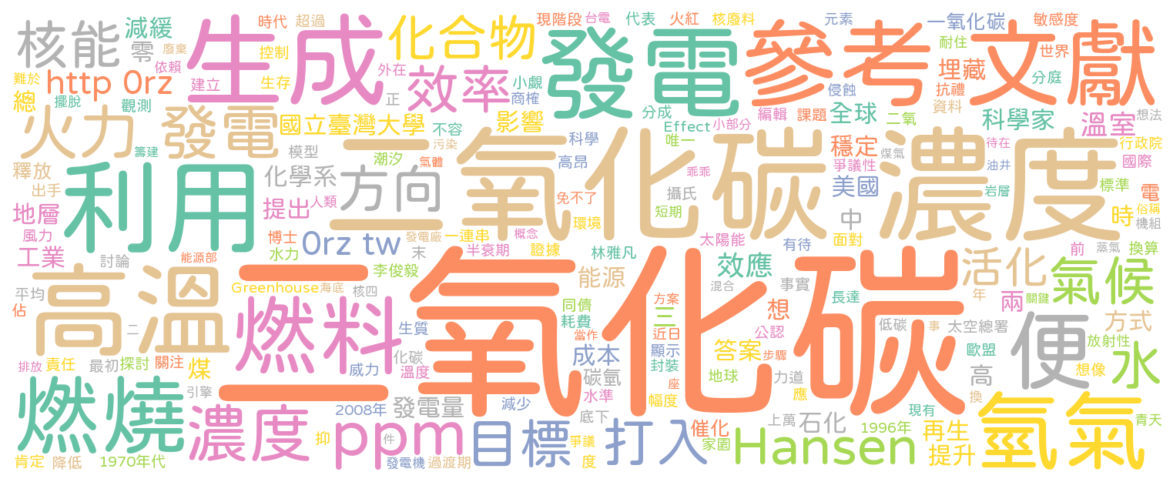 核能 減緩 零 廢棄 時代 超過 控制 生成 化合物 發電 現階段 台電 代表 火紅 核廢料 元素 一氧化碳 敏感度
難於 http 0rz 依賴 建立 生存 外在 效率 小覷 商榷 參考文獻 耐住 世界 埋藏 分庭 抗禮
總 擺脫 觀測 正 影響 分成 編輯 課題 全球 侵蝕 資料 科學家 溫室 想法
火力 發電 國立臺灣大學 不容 污染 科學 Effect 小部分 二氧 唯一 穩定 待在 煤氣 行政院
釋放 籌建 模型 潮汐 氣體 高昂 二氧化碳濃度 爭議性 油井 國際
出手 利用 化學系 方向 乖乖 攝氏 美國 岩層 標準 電
地層 提出 人類 免不了 短期 中 時 俗稱 機組
風力 博士 0rz tw 發電廠 概念 一連串 環境 太陽能 有待 面對 前 蒸氣 換算
工業 討論 能源部 水力 末 半衰期 證據 林雅凡 效應 事實 長達 活化 氣候
高溫 李俊毅 Greenhouse 海底 核四 能源 混合 年 關鍵
平均 佔 二 燃料 生質 同儕 耗費 方案 三 想 公認 低碳 事 太空總署 兩 方式 放射性
排放 責任 最初 探討 關注 煤 化碳 溫度 威力 當作 近日 成本 顯示 封裝 答案 步驟 二氧化碳 歐盟 便 想像 水
引擎 碳氫 座 地球 力道 應 高 換
燃燒 濃度 2008年 發電量 減少 水準 幅度 底下 上萬 石化 現有 氫氣 青天
ppm 抑 件 目標 打入 爭議 催化 家園 Hansen 1996年 再生
肯定 降低 1970年代 發電機 過渡期 度 提升